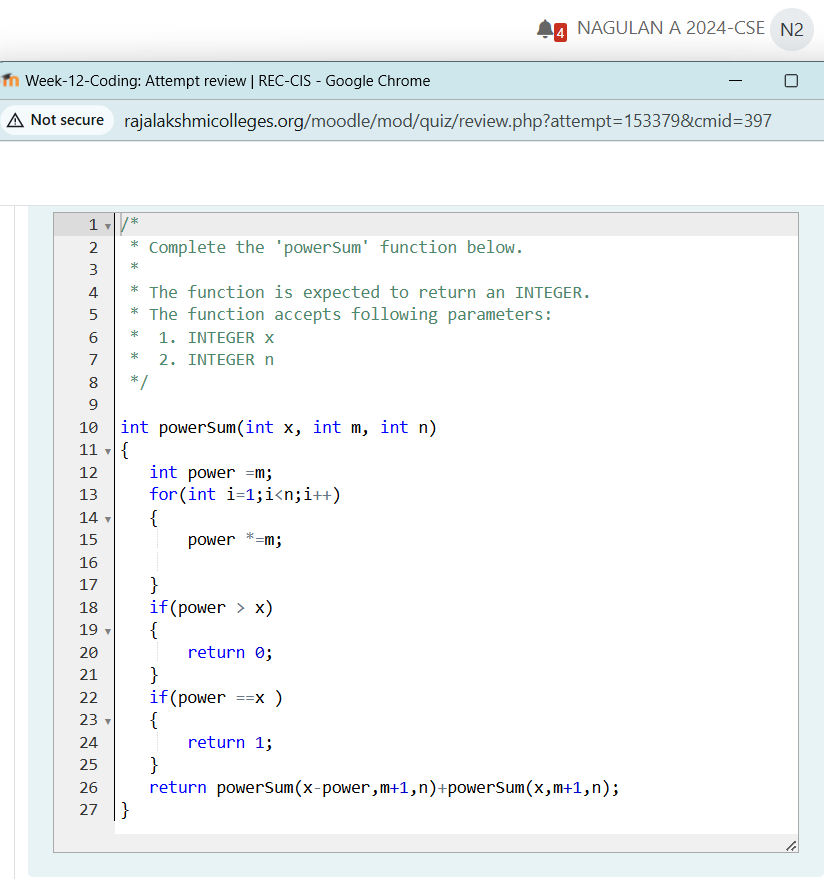 4 NAGULAN A 2024-CSE N2
Week-12-Coding: Attempt review | REC-CIS - Google Chrome
Not secure rajalakshmicolleges.org/moodle/mod/quiz/review.php?attempt=153379&cmid=397
1 /*
2  * Complete the 'powerSum' function below.
3  *
4  * The function is expected to return an INTEGER.
5  * The function accepts following parameters:
6  *  1. INTEGER x
7  *  2. INTEGER n
8  */
9
10 int powerSum(int x, int m, int n)
11 {
12    int power =m;
13    for(int i=1;i<n;i++)
14    {
15        power *=m;
16
17    }
18    if(power > x)
19    {
20        return 0;
21    }
22    if(power ==x )
23    {
24        return 1;
25    }
26    return powerSum(x-power,m+1,n)+powerSum(x,m+1,n);
27 }